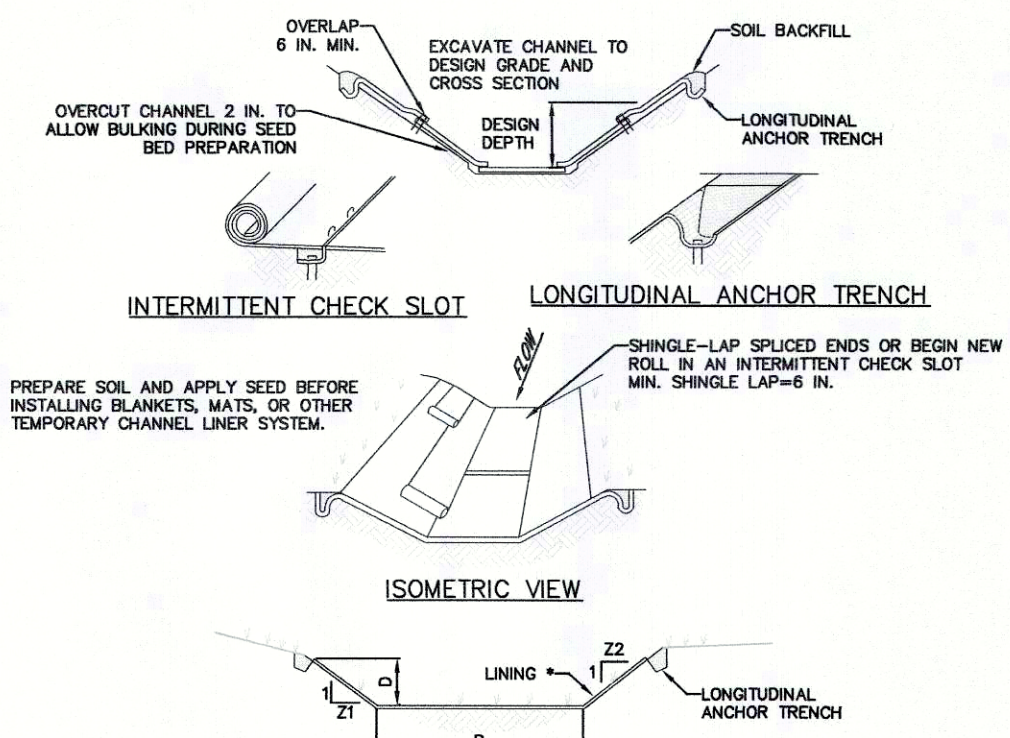 OVERLAP
6 IN. MIN.
EXCAVATE CHANNEL TO
DESIGN GRADE AND
CROSS SECTION
SOIL BACKFILL
OVERCUT CHANNEL 2 IN. TO
ALLOW BULKING DURING SEED
BED PREPARATION
DESIGN
DEPTH
LONGITUDINAL
ANCHOR TRENCH
INTERMITTENT CHECK SLOT
LONGITUDINAL ANCHOR TRENCH
FLOW
SHINGLE-LAP SPLICED ENDS OR BEGIN NEW
ROLL IN AN INTERMITTENT CHECK SLOT
MIN. SHINGLE LAP=6 IN.
PREPARE SOIL AND APPLY SEED BEFORE
INSTALLING BLANKETS, MATS, OR OTHER
TEMPORARY CHANNEL LINER SYSTEM.
ISOMETRIC VIEW
1
Z1
D
LINING *
1
Z2
LONGITUDINAL
ANCHOR TRENCH